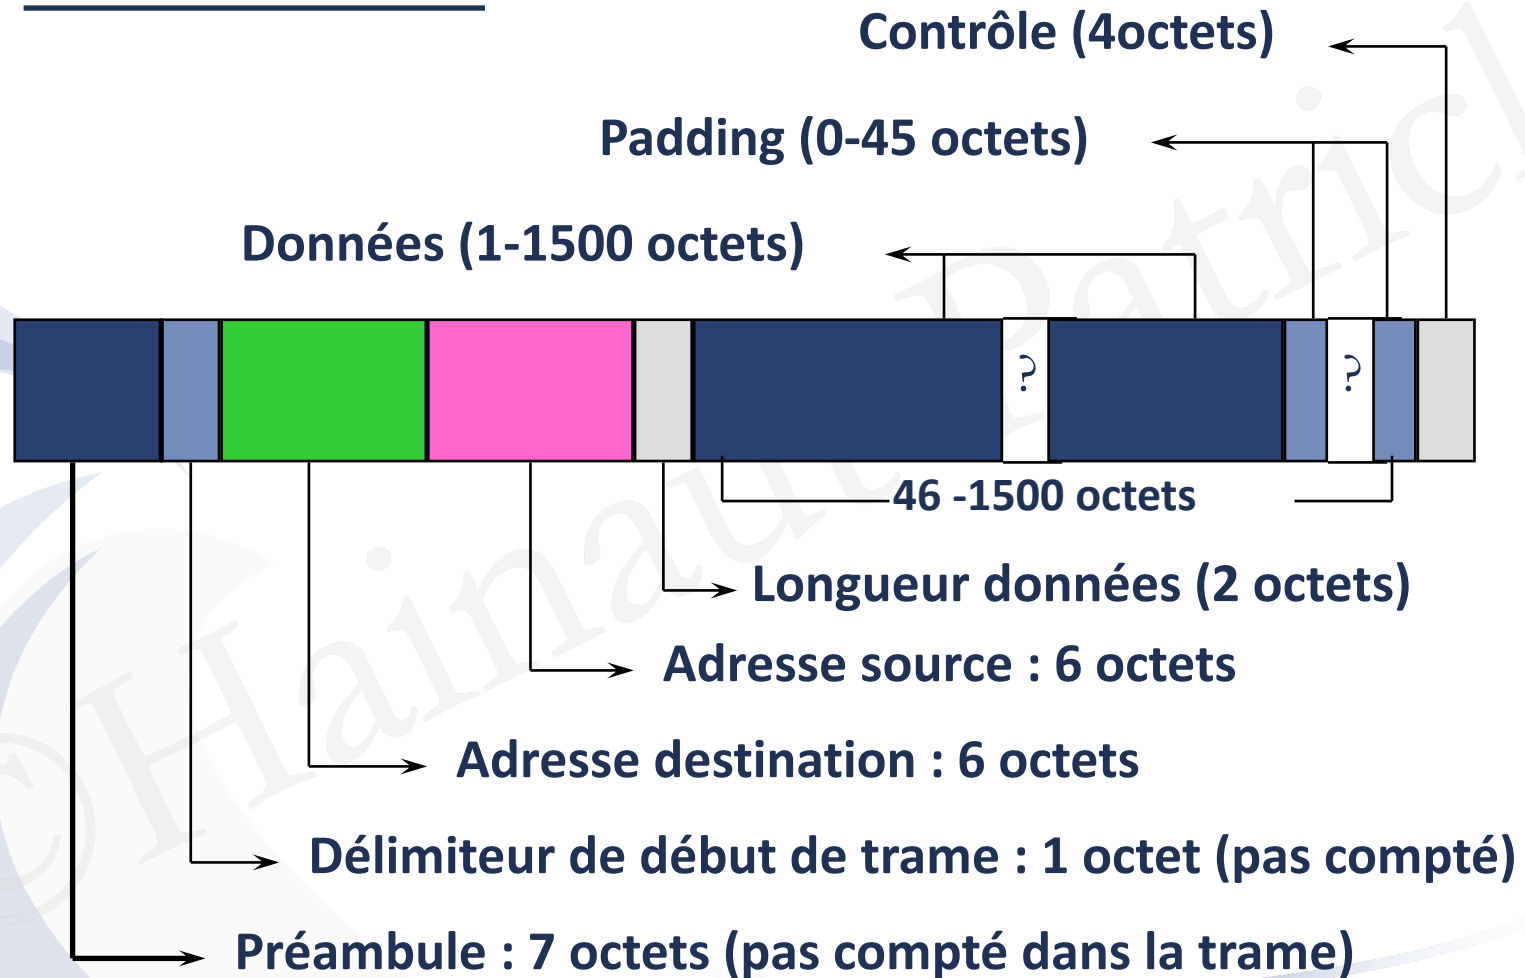 Contrôle (4octets)
Padding (0-45 octets)
Données (1-1500 octets)
?
?
46 -1500 octets
Longueur données (2 octets)
Adresse source : 6 octets
Adresse destination : 6 octets
Délimiteur de début de trame : 1 octet (pas compté)
Préambule : 7 octets (pas compté dans la trame)
©Hainaut Patrick